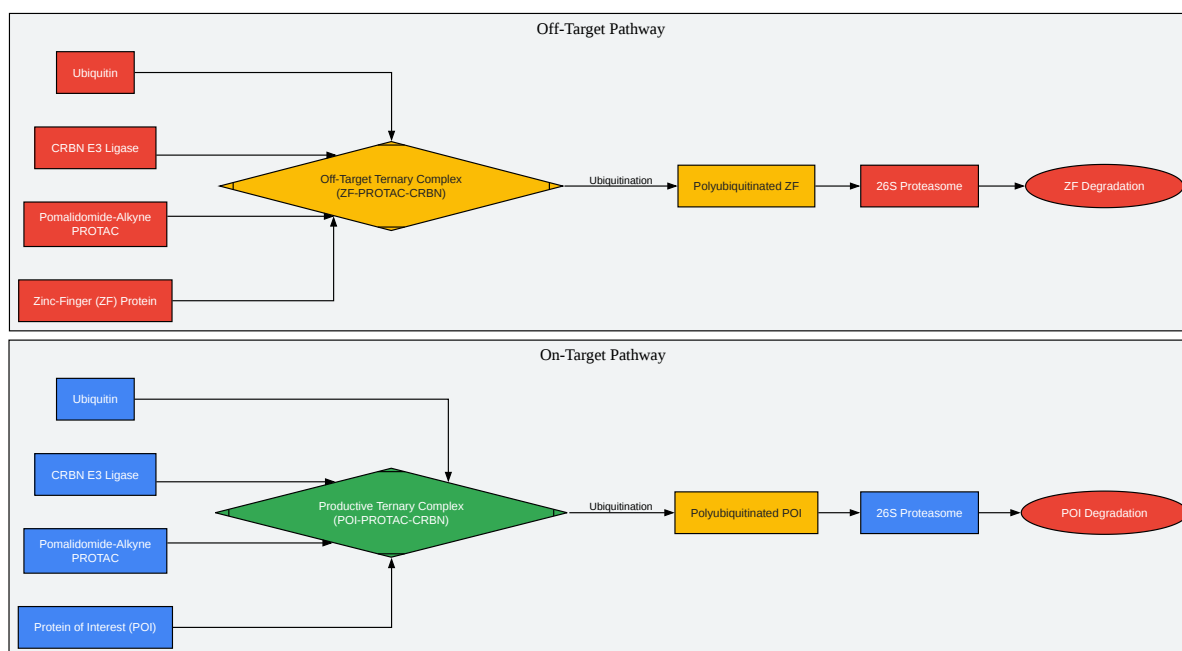 Off-Target Pathway
Ubiquitin
CRBN E3 Ligase
Pomalidomide-Alkyne
PROTAC
Zinc-Finger (ZF) Protein
Off-Target Ternary Complex
(ZF-PROTAC-CRBN)
Ubiquitination
Polyubiquitinated ZF
26S Proteasome
ZF Degradation
On-Target Pathway
Ubiquitin
CRBN E3 Ligase
Pomalidomide-Alkyne
PROTAC
Protein of Interest (POI)
Productive Ternary Complex
(POI-PROTAC-CRBN)
Ubiquitination
Polyubiquitinated POI
26S Proteasome
POI Degradation